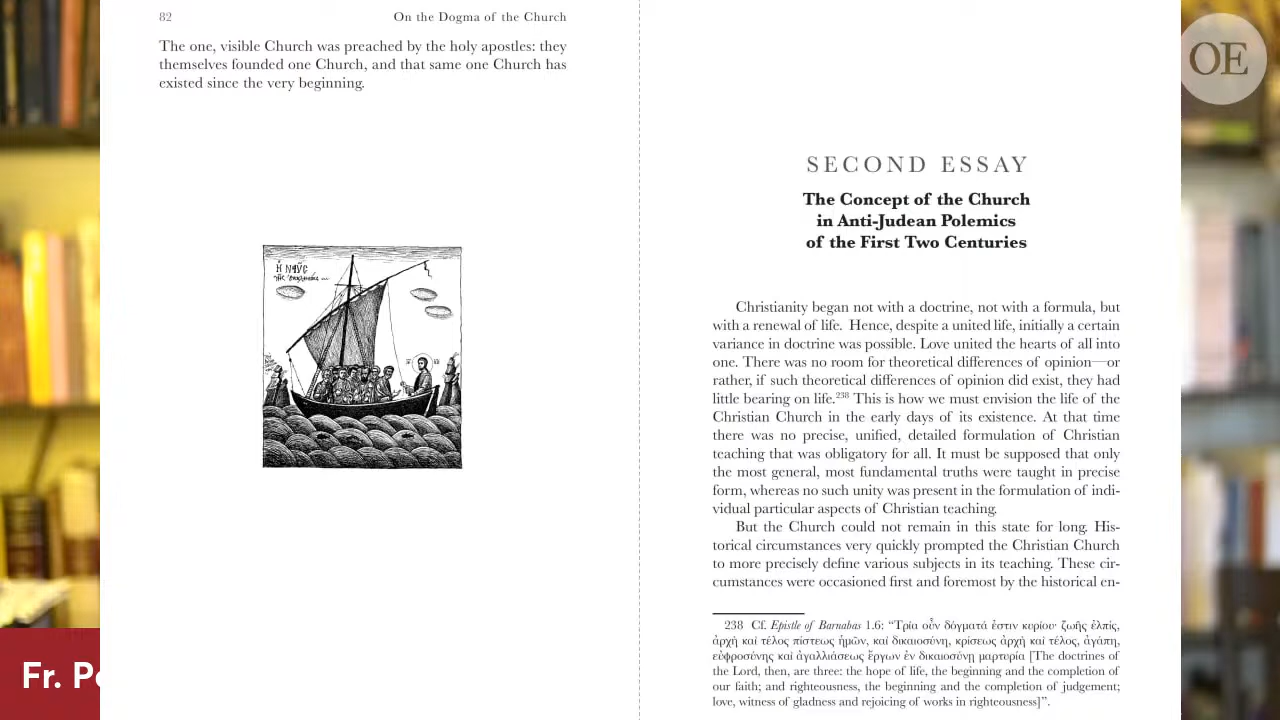 82
On the Dogma of the Church
The one, visible Church was preached by the holy apostles: they
themselves founded one Church, and that same one Church has
existed since the very beginning.
SECOND ESSAY
The Concept of the Church
in Anti-Judean Polemics
of the First Two Centuries
Christianity began not with a doctrine, not with a formula, but
with a renewal of life. Hence, despite a united life, initially a certain
variance in doctrine was possible. Love united the hearts of all into
one. There was no room for theoretical differences of opinion—or
rather, if such theoretical differences of opinion did exist, they had
little bearing on life.238 This is how we must envision the life of the
Christian Church in the early days of its existence. At that time
there was no precise, unified, detailed formulation of Christian
teaching that was obligatory for all. It must be supposed that only
the most general, most fundamental truths were taught in precise
form, whereas no such unity was present in the formulation of indi-
vidual particular aspects of Christian teaching.
But the Church could not remain in this state for long. His-
torical circumstances very quickly prompted the Christian Church
to more precisely define various subjects in its teaching. These cir-
cumstances were occasioned first and foremost by the historical en-
238 Cf. Epistle of Barnabas 1.6: “Τρία οὖν δόγματά ἐστιν κυρίου· ζωῆς ἐλπίς,
ἀρχὴ καὶ τέλος πίστεως ἡμῶν, καὶ δικαιοσύνη, κρίσεως ἀρχὴ καὶ τέλος, ἀγάπη,
εὐφροσύνης καὶ ἀγαλλιάσεως ἔργων ἐν δικαιοσύνῃ μαρτυρία [The doctrines of
the Lord, then, are three: the hope of life, the beginning and the completion of
our faith; and righteousness, the beginning and the completion of judgement;
love, witness of gladness and rejoicing of works in righteousness]”.
OE
Fr. Pe